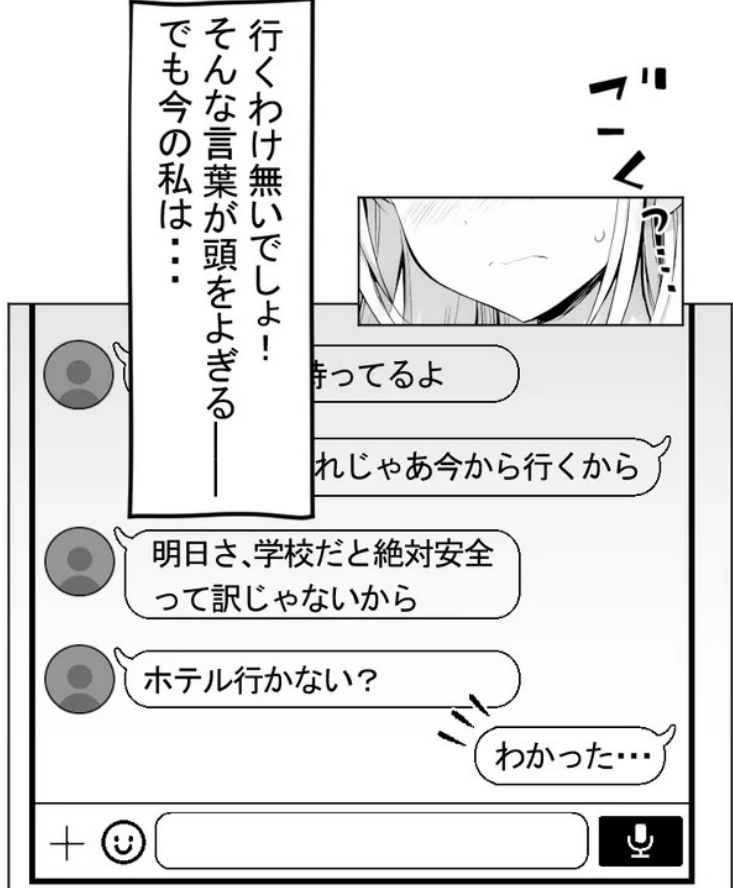 行くわけ無いでしょ！
そんな言葉が頭をよぎる――
でも今の私は・・・
づーくっ…
待ってるよ
れじゃあ今から行くから
明日さ、学校だと絶対安全
って訳じゃないから
ホテル行かない？
わかった・・・